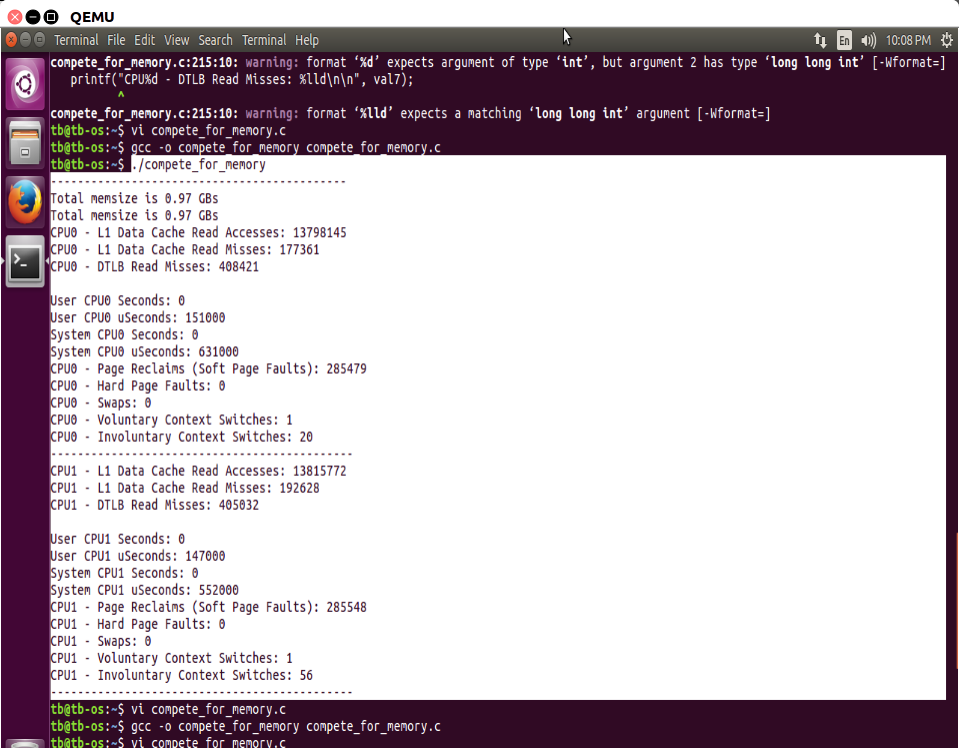 QEMU
Terminal File Edit View Search Terminal Help En 10:08 PM
compete_for_memory.c:215:10: warning: format ‘%d’ expects argument of type ‘int’, but argument 2 has type ‘long long int’ [-Wformat=]
printf("CPU%d - DTLB Read Misses: %lld\n\n", val7);
^
compete_for_memory.c:215:10: warning: format ‘%lld’ expects a matching ‘long long int’ argument [-Wformat=]
tb@tb-os:~$ vi compete_for_memory.c
tb@tb-os:~$ gcc -o compete_for_memory compete_for_memory.c
tb@tb-os:~$ ./compete_for_memory
--------------------------------------------
Total memsize is 0.97 GBs
Total memsize is 0.97 GBs
CPU0 - L1 Data Cache Read Accesses: 13798145
CPU0 - L1 Data Cache Read Misses: 177361
CPU0 - DTLB Read Misses: 408421
User CPU0 Seconds: 0
User CPU0 uSeconds: 151000
System CPU0 Seconds: 0
System CPU0 uSeconds: 631000
CPU0 - Page Reclaims (Soft Page Faults): 285479
CPU0 - Hard Page Faults: 0
CPU0 - Swaps: 0
CPU0 - Voluntary Context Switches: 1
CPU0 - Involuntary Context Switches: 20
---------------------------------------------
CPU1 - L1 Data Cache Read Accesses: 13815772
CPU1 - L1 Data Cache Read Misses: 192628
CPU1 - DTLB Read Misses: 405032
User CPU1 Seconds: 0
User CPU1 uSeconds: 147000
System CPU1 Seconds: 0
System CPU1 uSeconds: 552000
CPU1 - Page Reclaims (Soft Page Faults): 285548
CPU1 - Hard Page Faults: 0
CPU1 - Swaps: 0
CPU1 - Voluntary Context Switches: 1
CPU1 - Involuntary Context Switches: 56
---------------------------------------------
tb@tb-os:~$ vi compete_for_memory.c
tb@tb-os:~$ gcc -o compete_for_memory compete_for_memory.c
tb@tb-os:~$ vi compete_for_memory.c